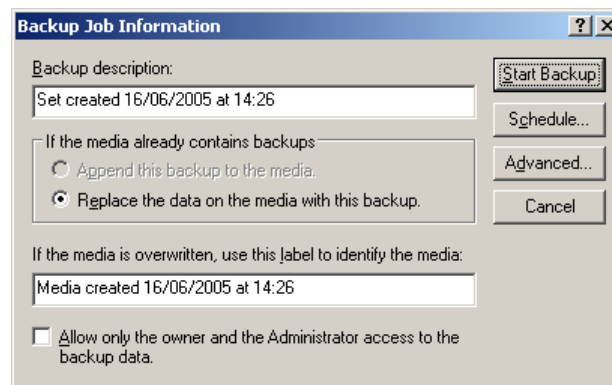 Backup Job Information
Backup description:
Start Backup
Set created 16/06/2005 at 14:26
Schedule...
If the media already contains backups
Append this backup to the media.
Advanced...
Replace the data on the media with this backup.
Cancel
If the media is overwritten, use this label to identify the media:
Media created 16/06/2005 at 14:26
Allow only the owner and the Administrator access to the
backup data.